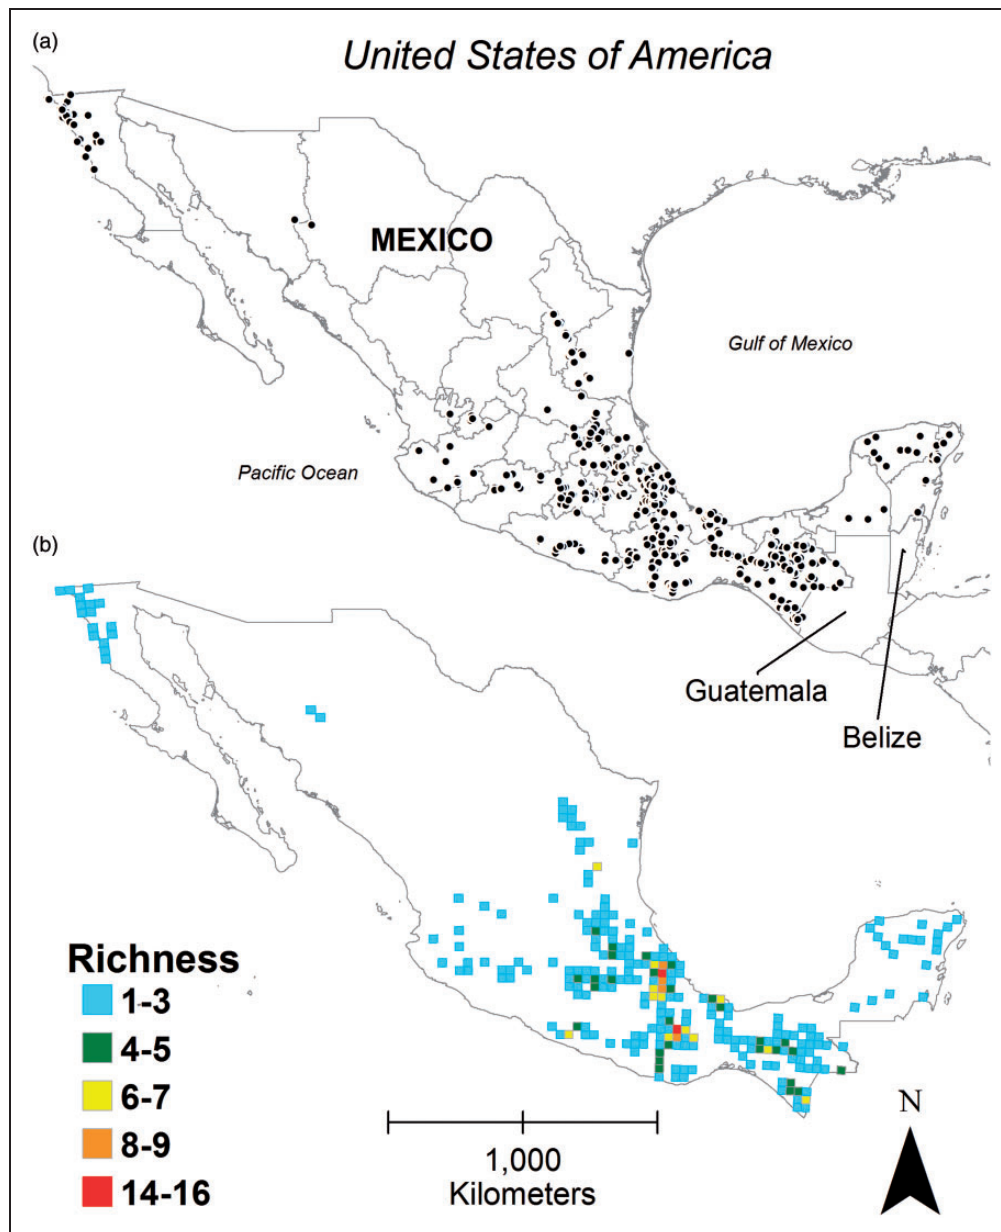 (a)
United States of America
MEXICO
Gulf of Mexico
Pacific Ocean
(b)
Guatemala
Belize
Richness
1-3
4-5
6-7
8-9
14-16
1,000
Kilometers
N